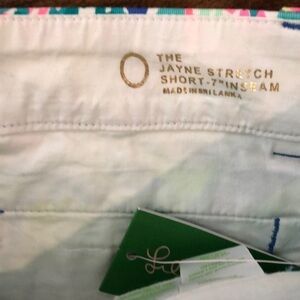 O
THE
JAYNE STRETCH
SHORT-7"INSEAM
MADE IN SRI LANKA